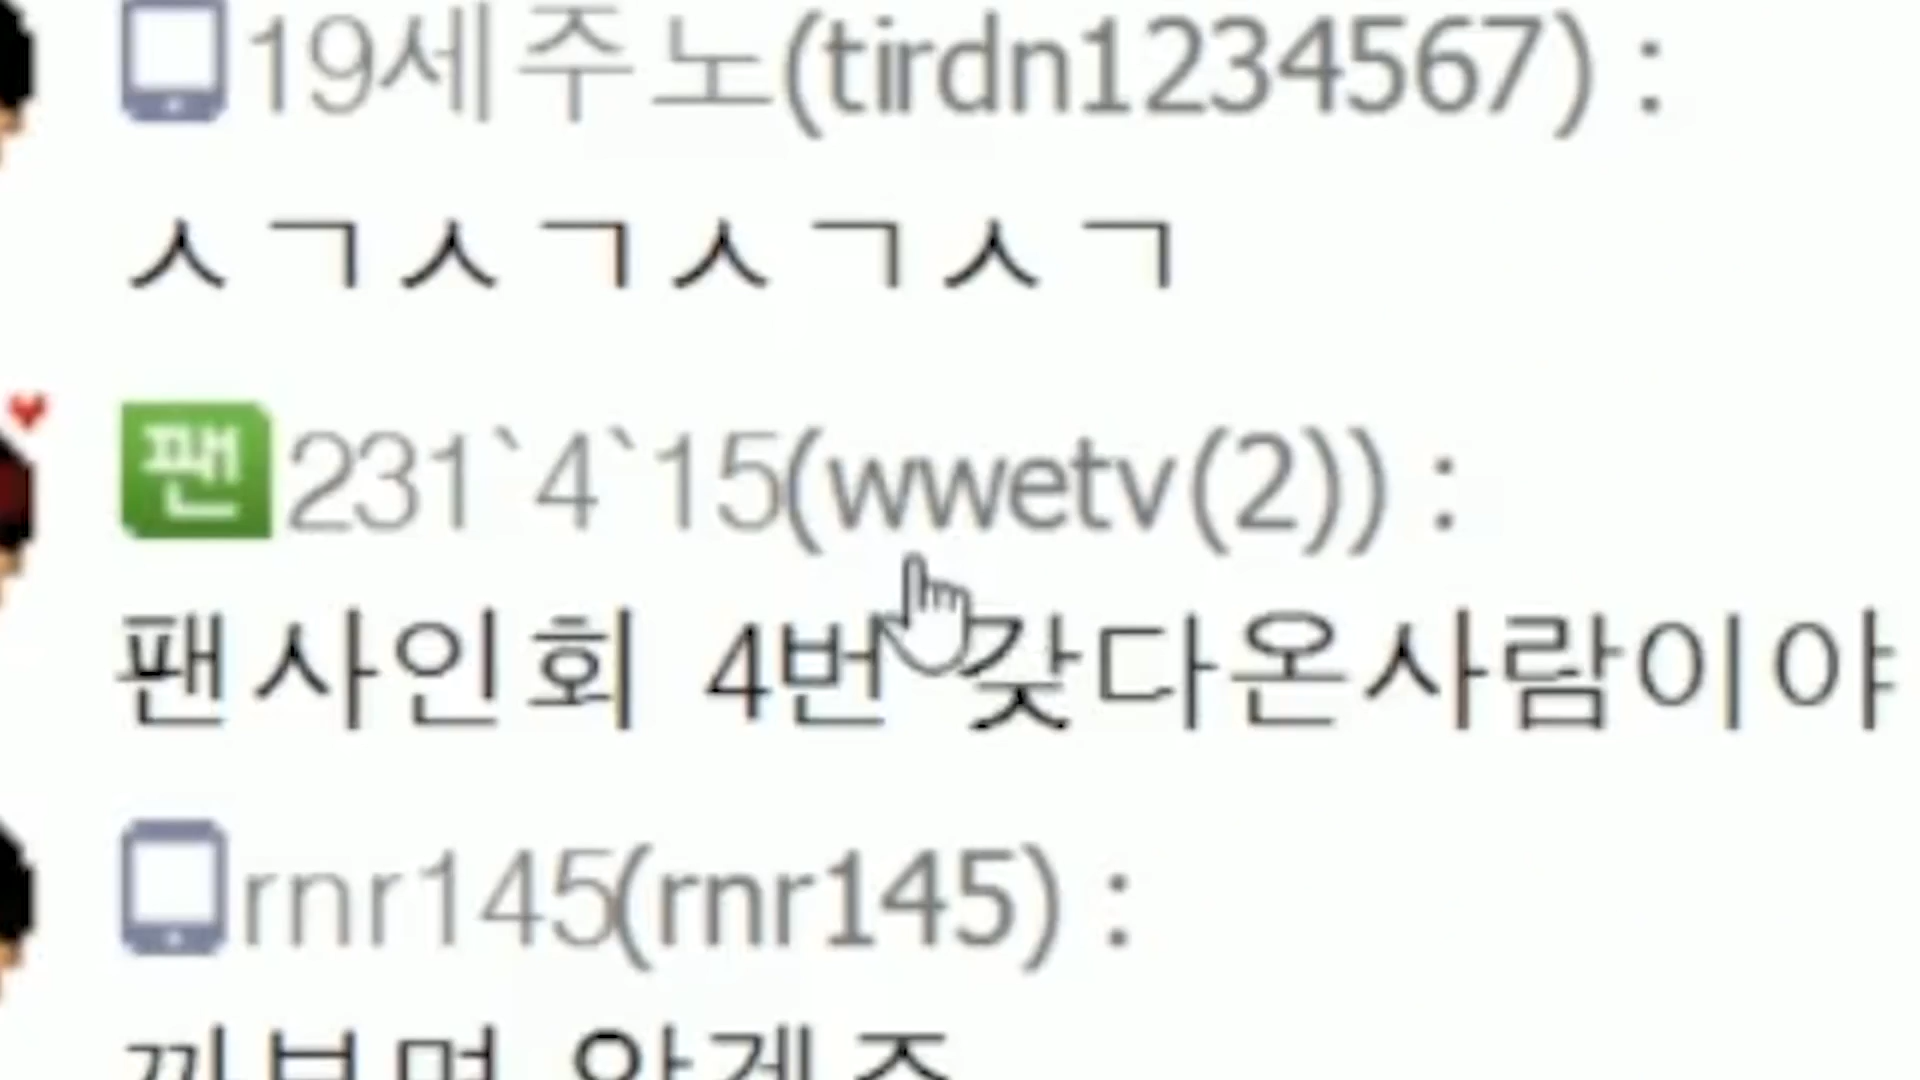 19세주노(tirdn1234567) :
ㅅㄱㅅㄱㅅㄱㅅㄱ
팬 231`4`15(wwetv(2)) :
팬사인회 4번 갖다온사람이야
rnr145(rnr145) :